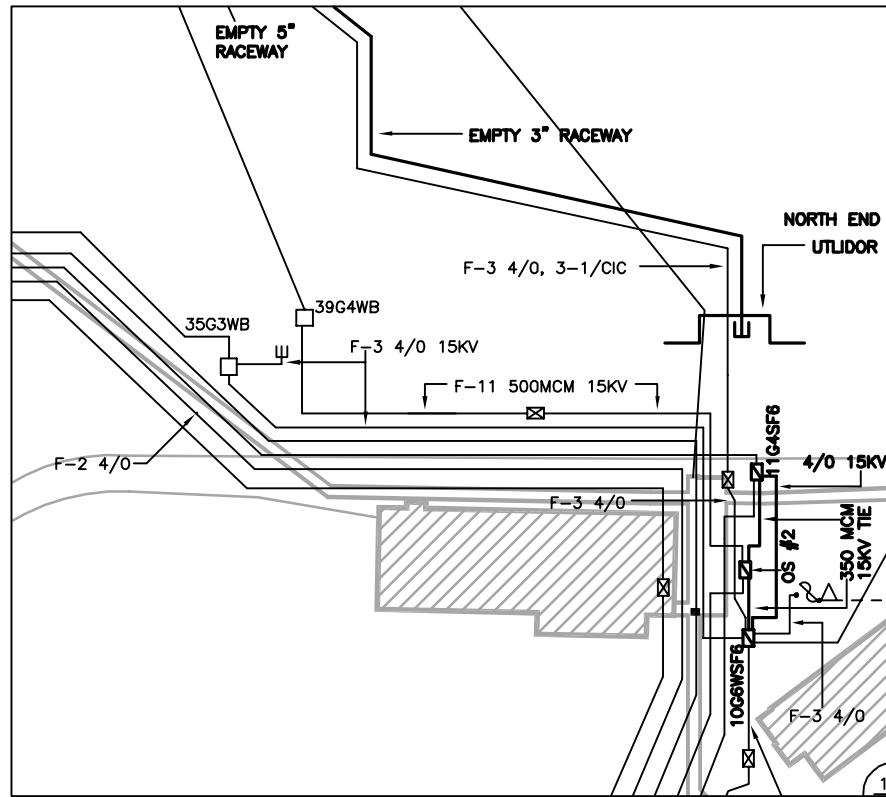 EMPTY 5"
RACEWAY
EMPTY 3" RACEWAY
NORTH END
UTLIDOR
F-3 4/0, 3-1/CIC
39G4WB
35G3WB
F-3 4/0 15KV
F-11 500MCM 15KV
11G4SF6
F-2 4/0
4/0 15KV
F-3 4/0
OS #2
350 MCM
15KV TIE
10G6WSF6
F-3 4/0
1